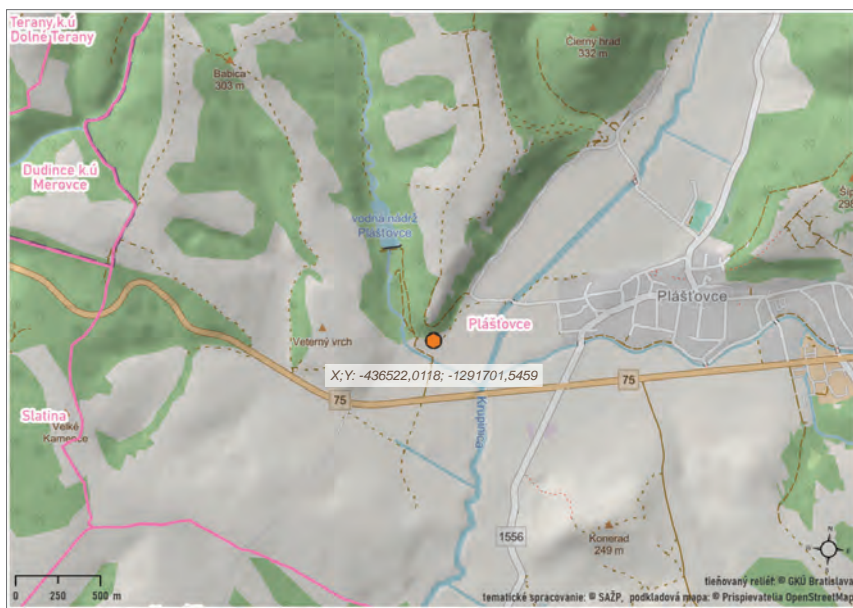 Terany k.ú
Dolné Terany
Babica
303 m
Čierny hrad
332 m
Dudince k.ú
Merovce
vodná nádrž
Plášťovce
Plášťovce
Plášťovce
Veterný vrch
X;Y: -436522,0118; -1291701,5459
75
75
Krupinica
Slatina
Veľké
Kamence
1556
Konerad
249 m
0 250 500 m
tieňovaný reliéf: © GKÚ Bratislava
tematické spracovanie: © SAŽP, podkladová mapa: © Prispievatelia OpenStreetMap